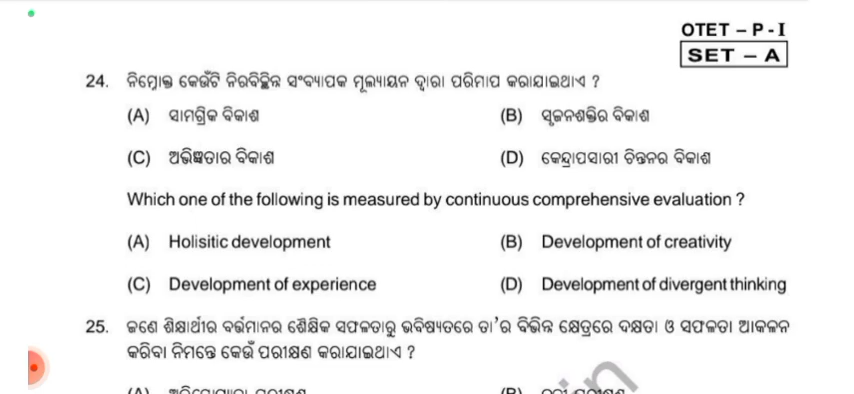 OTET – P - I
SET – A
24. ନିମ୍ନୋକ୍ତ କେଉଁଟି ନିରବିଚ୍ଛିନ୍ନ ସଂବ୍ୟାପକ ମୂଲ୍ୟାୟନ ଦ୍ୱାରା ପରିମାପ କରାଯାଇଥାଏ ?
(A) ସାମଗ୍ରିକ ବିକାଶ (B) ସୃଜନଶକ୍ତିର ବିକାଶ
(C) ଅଭିଜ୍ଞତାର ବିକାଶ (D) କେନ୍ଦ୍ରାପସାରୀ ଚିନ୍ତନର ବିକାଶ
Which one of the following is measured by continuous comprehensive evaluation ?
(A) Holisitic development (B) Development of creativity
(C) Development of experience (D) Development of divergent thinking
25. ଜଣେ ଶିକ୍ଷାର୍ଥୀର ବର୍ତ୍ତମାନର ଶୈକ୍ଷିକ ସଫଳତାରୁ ଭବିଷ୍ୟତରେ ତା'ର ବିଭିନ୍ନ କ୍ଷେତ୍ରରେ ଦକ୍ଷତା ଓ ସଫଳତା ଆକଳନ
କରିବା ନିମନ୍ତେ କେଉଁ ପରୀକ୍ଷଣ କରାଯାଇଥାଏ ?
(A) (B)
in